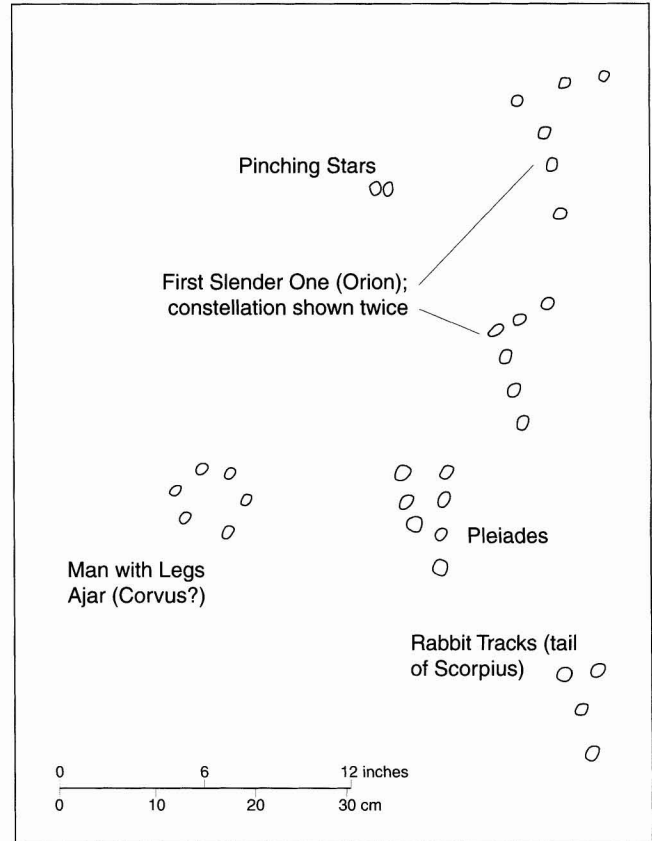 Pinching Stars
First Slender One (Orion);
constellation shown twice
Man with Legs
Ajar (Corvus?)
Pleiades
Rabbit Tracks (tail
of Scorpius)
0 6 12 inches
0 10 20 30 cm